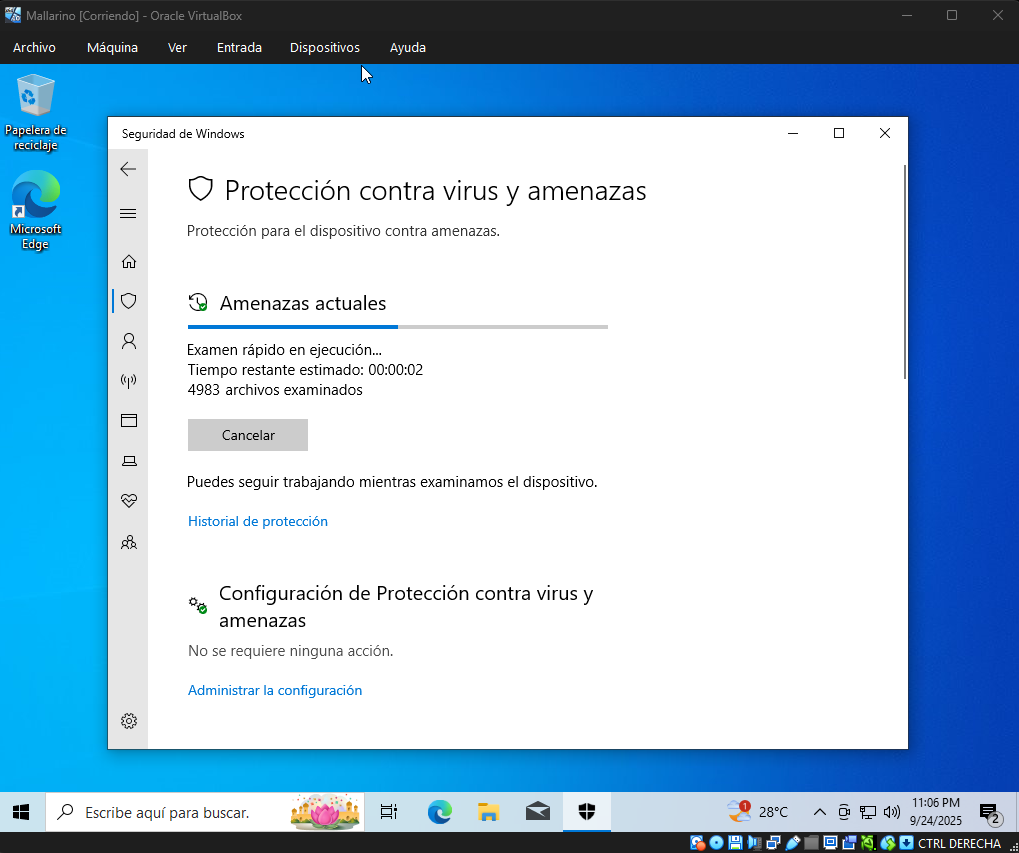 Mallarino [Corriendo] - Oracle VirtualBox
Archivo Máquina Ver Entrada Dispositivos Ayuda
Papelera de
reciclaje
Microsoft
Edge
Seguridad de Windows
Protección contra virus y amenazas
Protección para el dispositivo contra amenazas.
Amenazas actuales
Examen rápido en ejecución...
Tiempo restante estimado: 00:00:02
4983 archivos examinados
Cancelar
Puedes seguir trabajando mientras examinamos el dispositivo.
Historial de protección
Configuración de Protección contra virus y
amenazas
No se requiere ninguna acción.
Administrar la configuración
Escribe aquí para buscar.
1
28°C
11:06 PM
9/24/2025
2
CTRL DERECHA